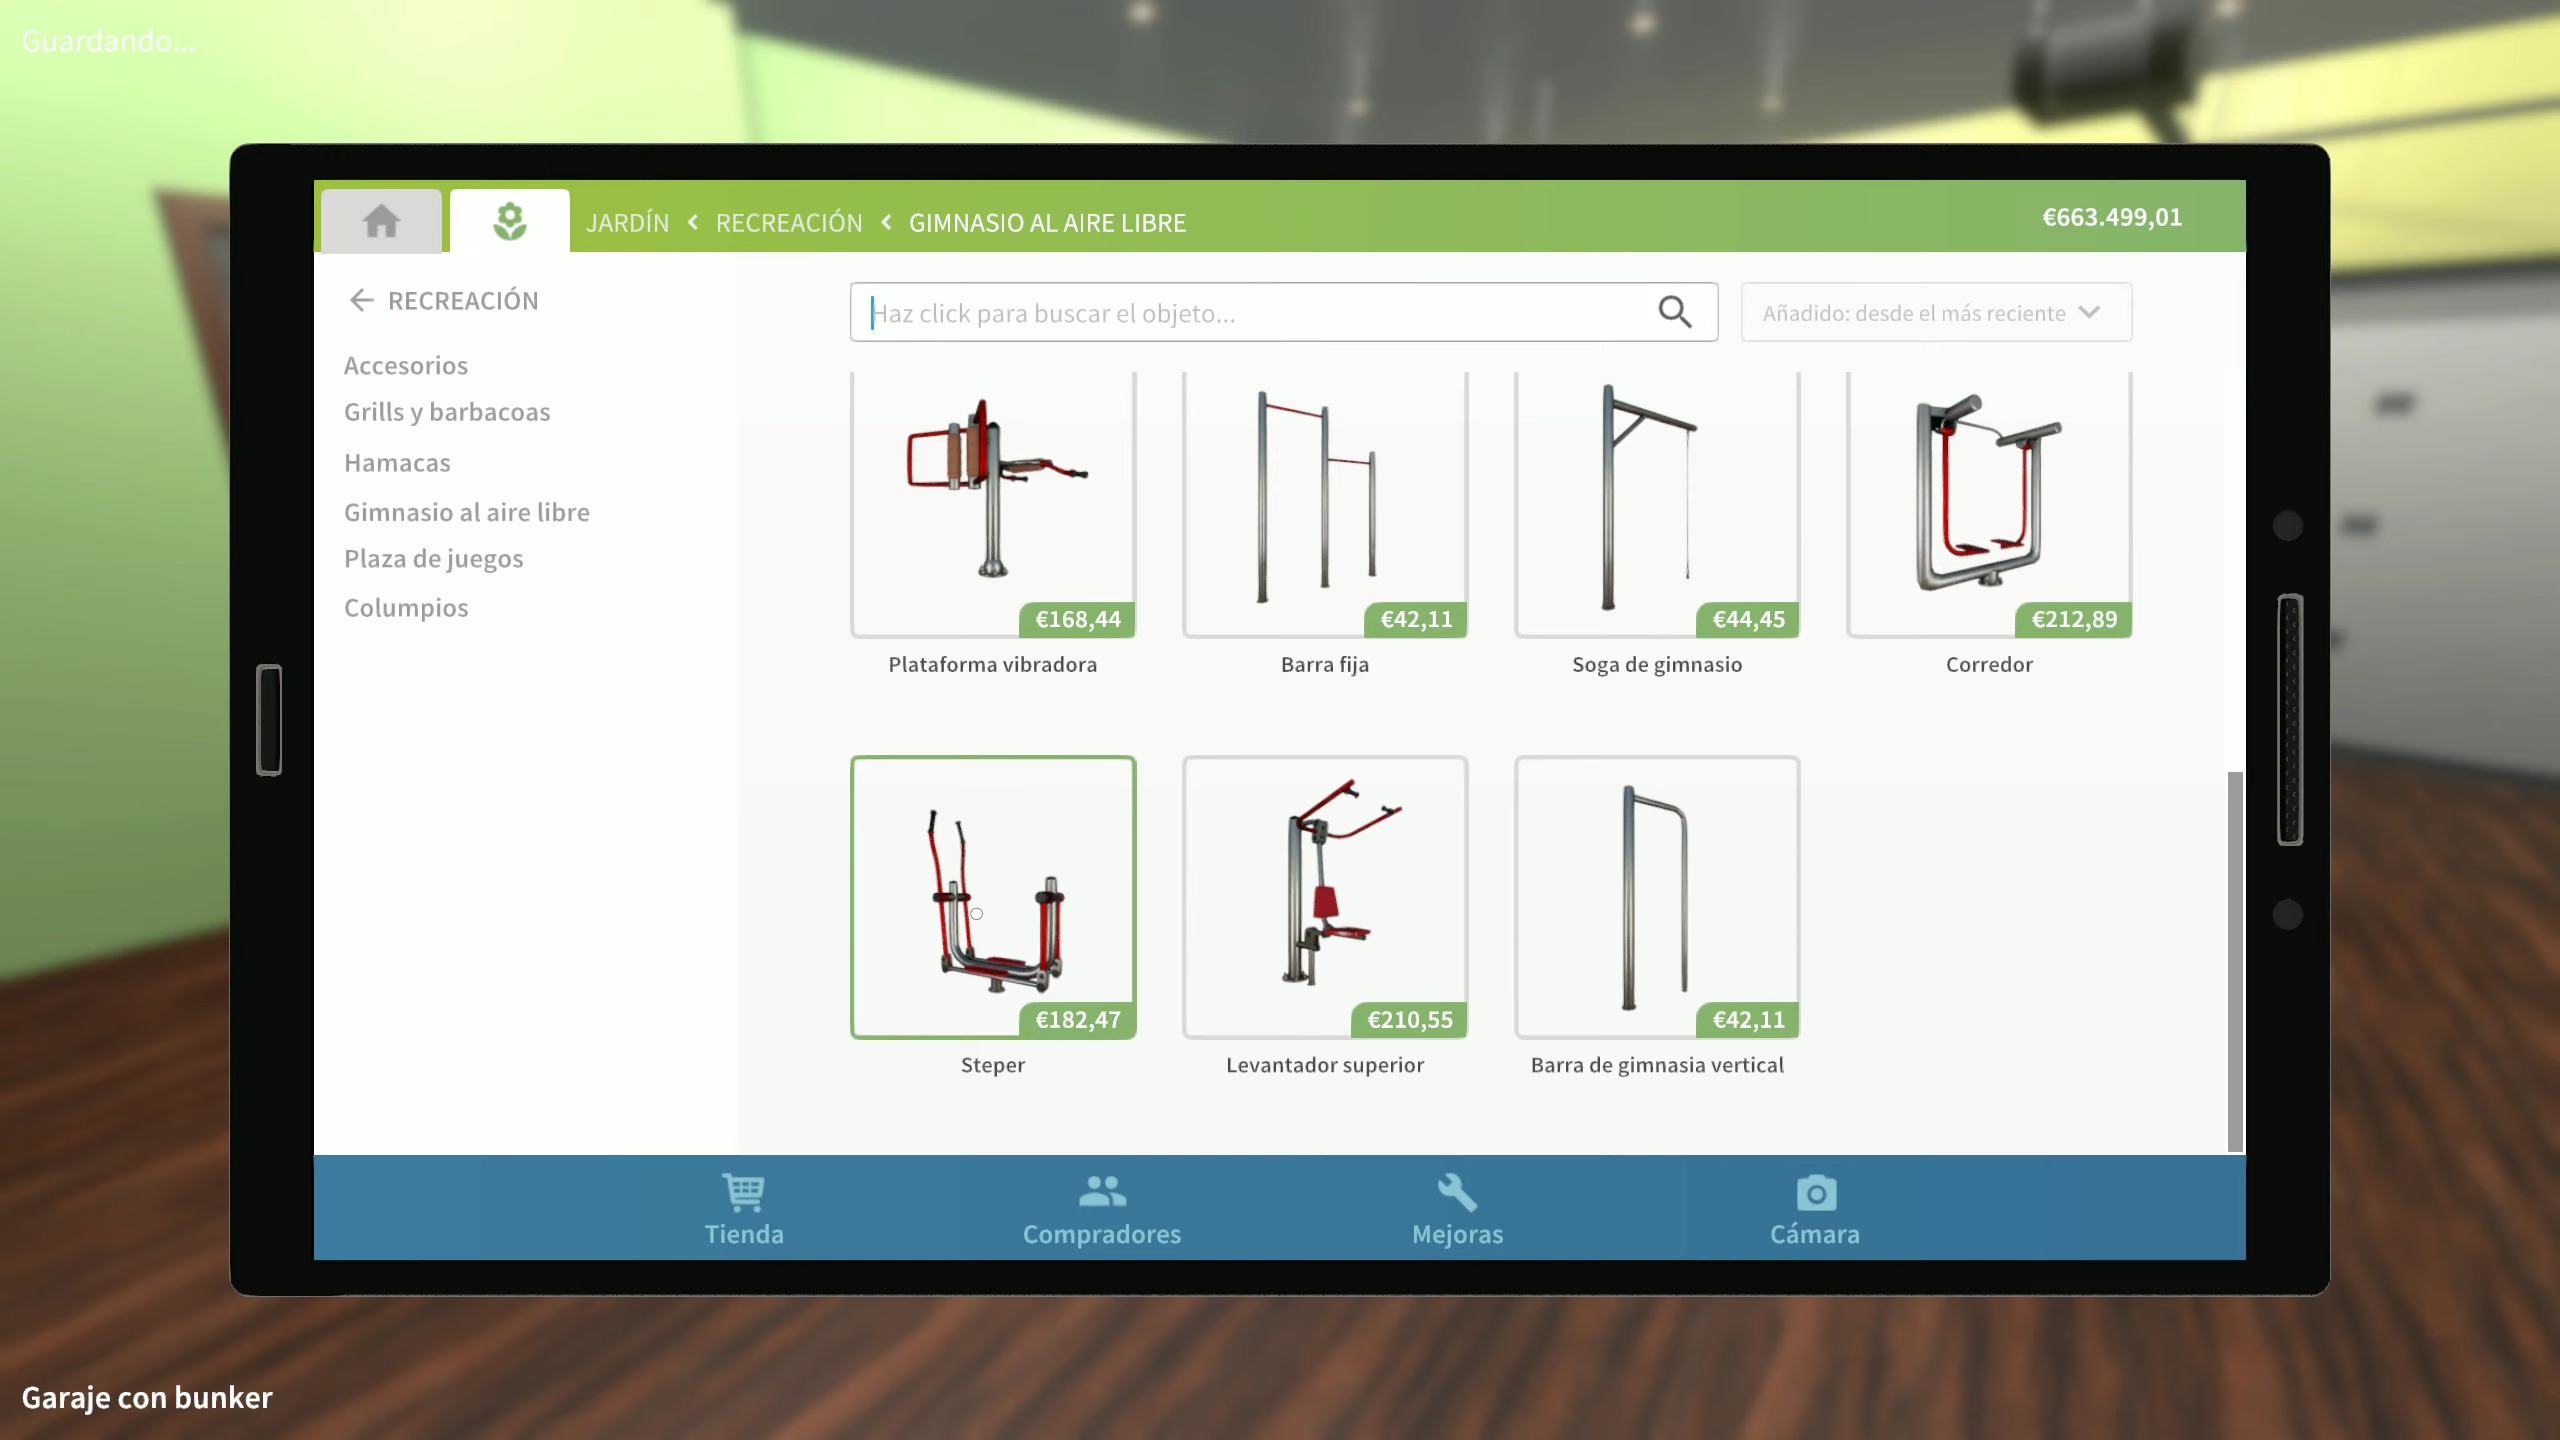 Guardando...
JARDÍN < RECREACIÓN < GIMNASIO AL AIRE LIBRE
€663.499,01
RECREACIÓN
Accesorios
Grills y barbacoas
Hamacas
Gimnasio al aire libre
Plaza de juegos
Columpios
Haz click para buscar el objeto...
Añadido: desde el más reciente
€168,44
€42,11
€44,45
€212,89
Plataforma vibradora
Barra fija
Soga de gimnasio
Corredor
€182,47
€210,55
€42,11
Steper
Levantador superior
Barra de gimnasia vertical
Tienda
Compradores
Mejoras
Cámara
Garaje con bunker